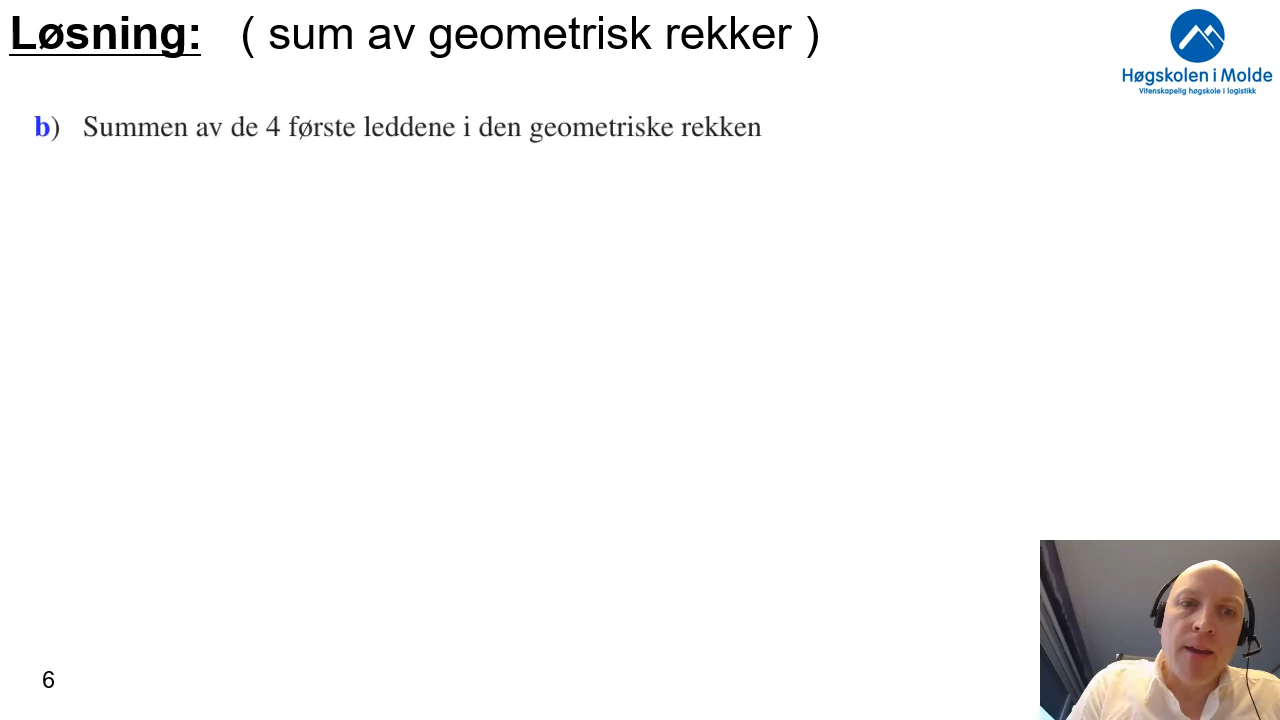 Løsning: ( sum av geometrisk rekker )
Høgskolen i Molde
Vitenskapelig høgskole i logistikk
b) Summen av de 4 første leddene i den geometriske rekken
6